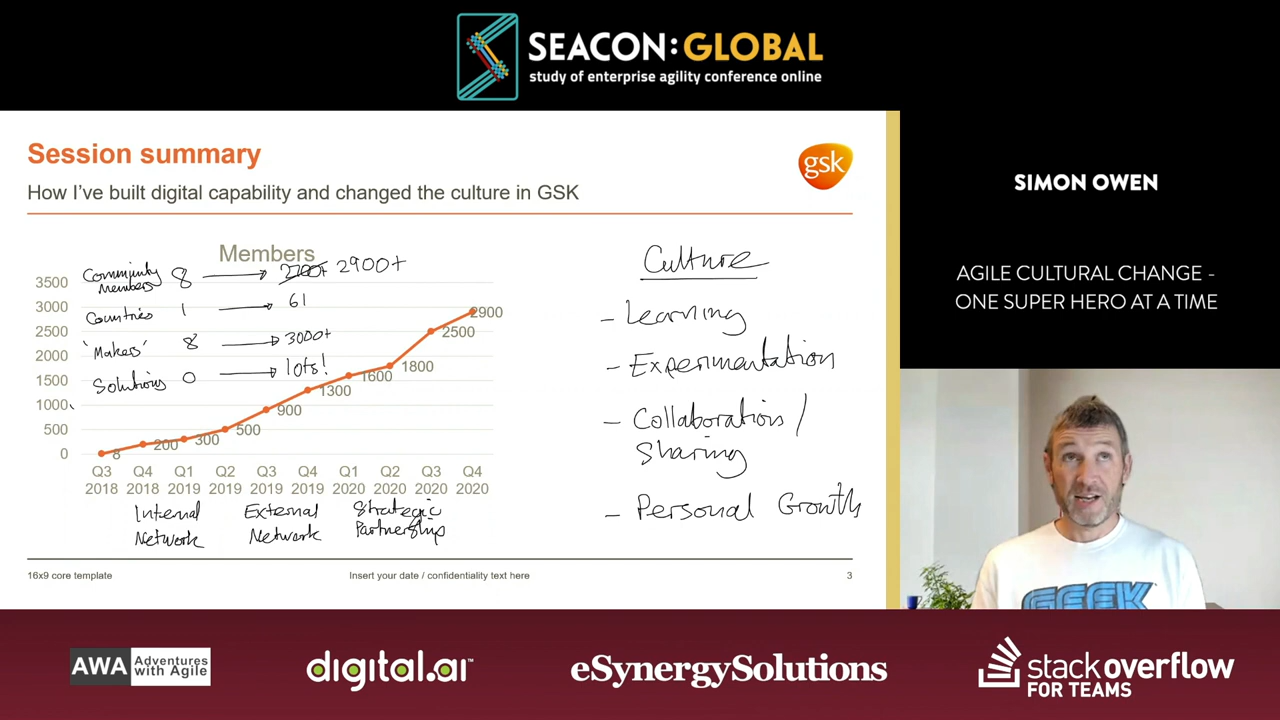 SEACON:GLOBAL
study of enterprise agility conference online
Session summary
gsk
How I've built digital capability and changed the culture in GSK
Members
Community Members 8 → 2700+ 2900+
Countries 1 → 61
'Makers' 8 → 3000+
Solutions 0 → lots!
3500
3000
2500
2000
1500
1000
500
0
8
200
300
500
900
1300
1600
1800
2500
2900
Q3 Q4 Q1 Q2 Q3 Q4 Q1 Q2 Q3 Q4
2018 2018 2019 2019 2019 2019 2020 2020 2020 2020
Internal External Strategic
Network Network Partnership
Culture
- Learning
- Experimentation
- Collaboration /
Sharing
- Personal Growth
16x9 core template
Insert your date / confidentiality text here
3
SIMON OWEN
AGILE CULTURAL CHANGE -
ONE SUPER HERO AT A TIME
GEEK
AWA Adventures
with Agile
digital.ai™
eSynergySolutions
stackoverflow
FOR TEAMS